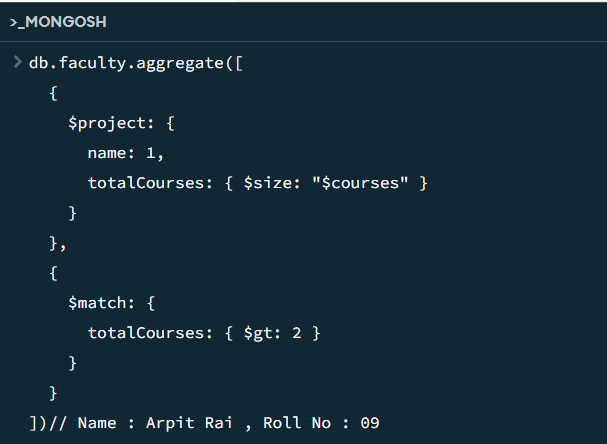 >_MONGOSH
> db.faculty.aggregate([
{
$project: {
name: 1,
totalCourses: { $size: "$courses" }
}
},
{
$match: {
totalCourses: { $gt: 2 }
}
}
])// Name : Arpit Rai , Roll No : 09